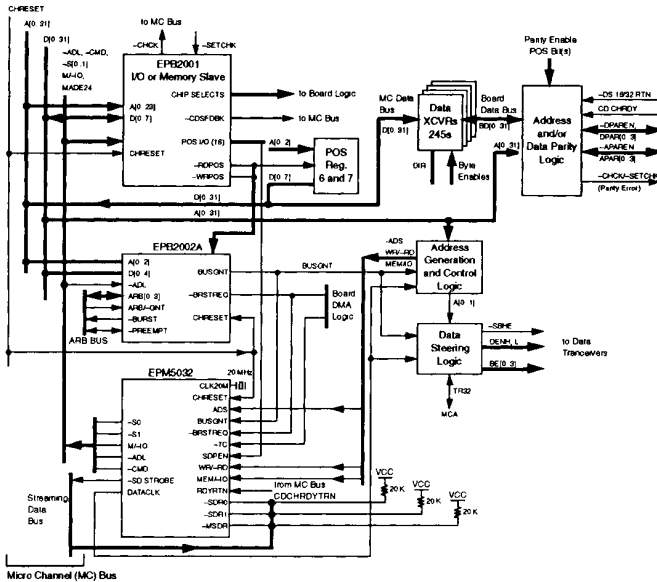 CHRESET
A[0..31]
D[0..31]
–ADL, –CMD,
–S[0..1]
M/–IO,
MADE24
to MC Bus
–CHCK
–SETCHK
EPB2001
I/O or Memory Slave
CHIP SELECTS
–CDSFDBK
POS I/O (16)
–RDPOS
–WRPOS
A[0..23]
D[0..7]
CHRESET
to Board Logic
to MC Bus
A[0..2]
D[0..7]
POS
Reg.
6 and 7
D[0..31]
A[0..31]
MC Data
Bus
D[0..31]
Data
XCVRs
245s
DIR
Byte
Enables
Board
Data Bus
BD[0..31]
A[0..31]
Parity Enable
POS Bit(s)
Address
and/or
Data Parity
Logic
–DS 16/32 RTN
CD CHRDY
–DPAREN,
DPAR[0..3]
–APAREN
APAR[0..3]
–CHCK/–SETCHK
(Parity Error)
EPB2002A
A[0..2]
D[0..4]
–ADL
ARB[0..3]
ARB/–GNT
–BURST
–PREEMPT
ARB BUS
BUSGNT
–BRSTREQ
CHRESET
BUSGNT
Board
DMA
Logic
–ADS
WR/–RD
MEM/IO
Address
Generation
and Control
Logic
A[0..1]
Data
Steering
Logic
–SBHE
DENH, L
BE[0..3]
to Data
Tranceivers
TR32
MCA
EPM5032
20 MHz
CLK20M
CHRESET
ADS
BUSGNT
–BRSTREQ
–TC
SDPEN
WR/–RD
MEM/–IO
RDYRTN
–SDR0
–SDR1
–MSDR
–S0
–S1
M/–IO
–ADL
–CMD
–SD STROBE
DATACLK
from MC Bus
CDCHRDYTRN
VCC
20 K
VCC
20 K
VCC
20 K
Streaming
Data
Bus
Micro Channel (MC) Bus